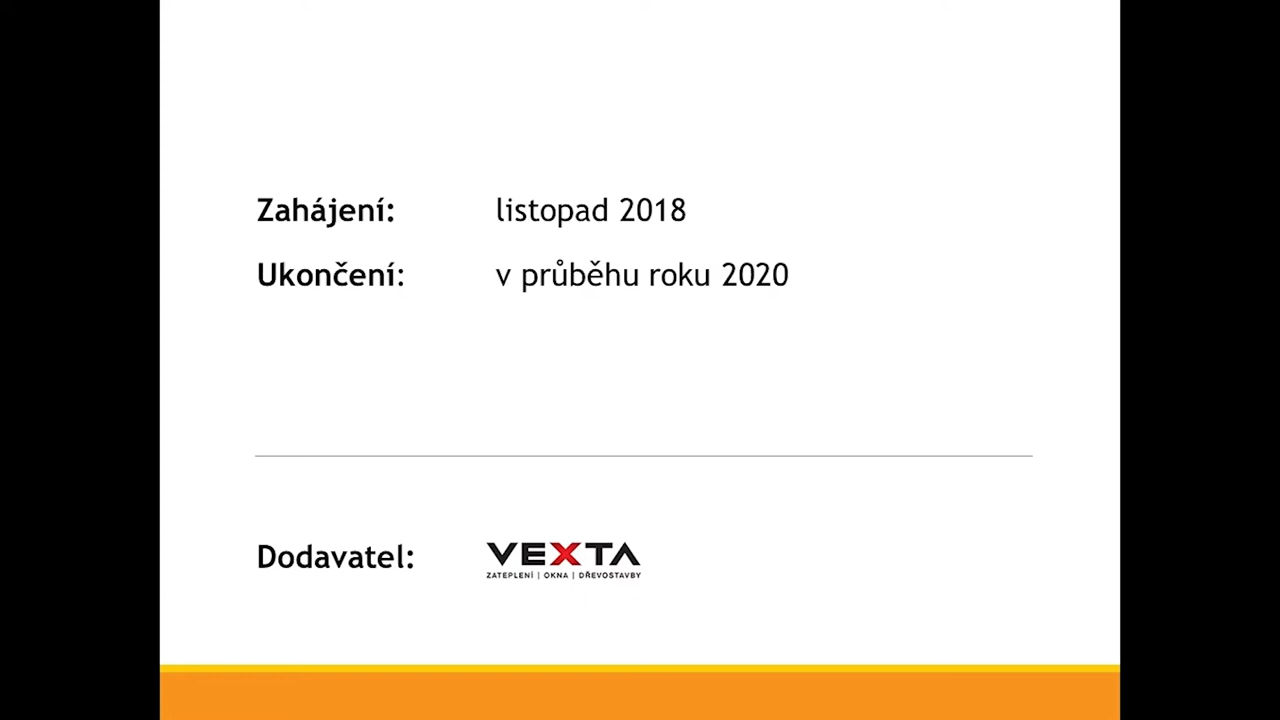 Zahájení: listopad 2018
Ukončení: v průběhu roku 2020
Dodavatel: VEXTA
ZATEPLENÍ | OKNA | DŘEVOSTAVBY